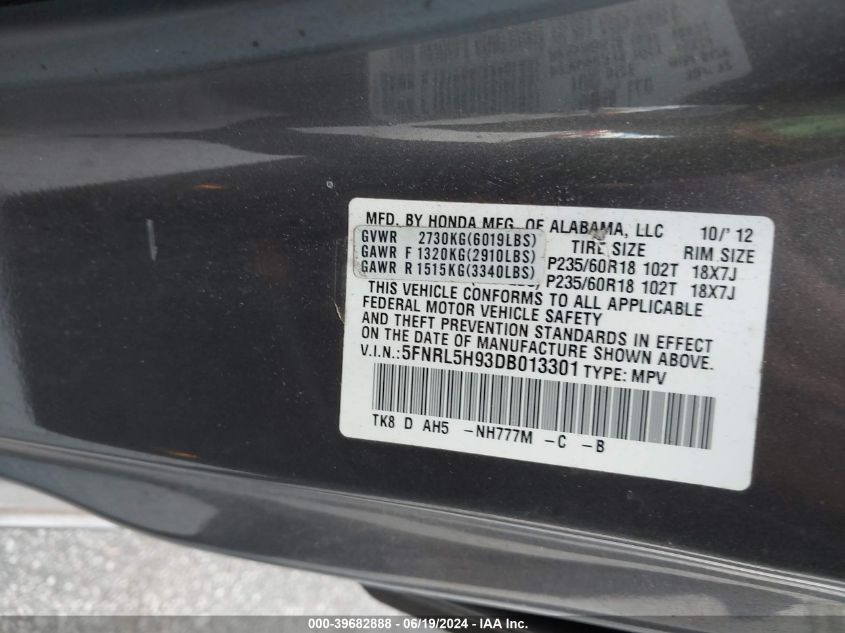 MFD. BY HONDA MFG. OF ALABAMA, LLC 10/'12
GVWR 2730KG(6019LBS) TIRE SIZE RIM SIZE
GAWR F 1320KG(2910LBS) P235/60R18 102T 18X7J
GAWR R 1515KG(3340LBS) P235/60R18 102T 18X7J
THIS VEHICLE CONFORMS TO ALL APPLICABLE
FEDERAL MOTOR VEHICLE SAFETY
AND THEFT PREVENTION STANDARDS IN EFFECT
ON THE DATE OF MANUFACTURE SHOWN ABOVE.
V.I.N.:5FNRL5H93DB013301 TYPE: MPV
TK8 D AH5 -NH777M -C -B
000-39682888 - 06/19/2024 - IAA Inc.